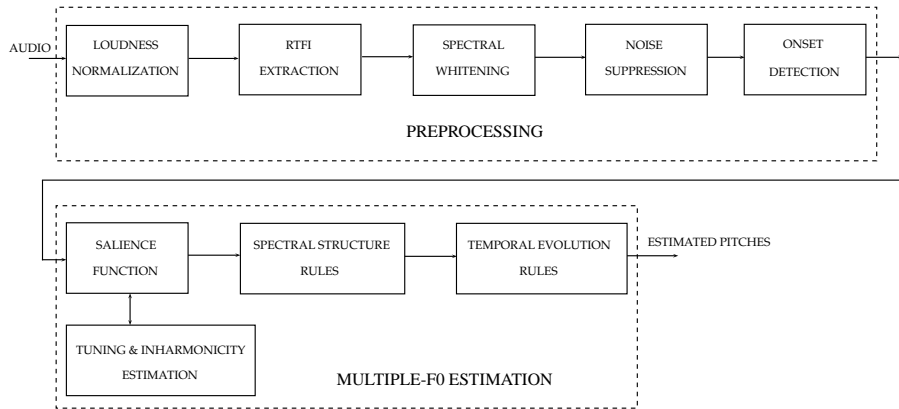 AUDIO
LOUDNESS
NORMALIZATION
RTFI
EXTRACTION
SPECTRAL
WHITENING
NOISE
SUPPRESSION
ONSET
DETECTION
PREPROCESSING
SALIENCE
FUNCTION
SPECTRAL STRUCTURE
RULES
TEMPORAL EVOLUTION
RULES
ESTIMATED PITCHES
TUNING & INHARMONICITY
ESTIMATION
MULTIPLE-F0 ESTIMATION